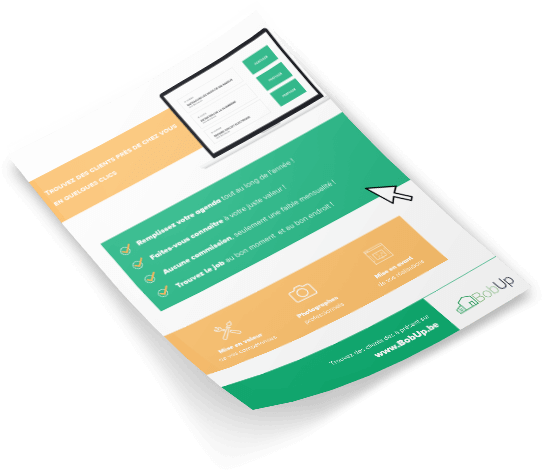 TROUVEZ DES CLIENTS PRÈS DE CHEZ VOUS
EN QUELQUES CLICS
Remplissez votre agenda tout au long de l'année !
Faites-vous connaître à votre juste valeur !
Aucune commission, seulement une faible mensualité !
Trouvez le job au bon moment et au bon endroit !
Mise en valeur
de vos compétences
Photographies
professionnelles
Mise en avant
de vos réalisations
Trouvez les clients dès à présent sur
www.BobUp.be
BobUp